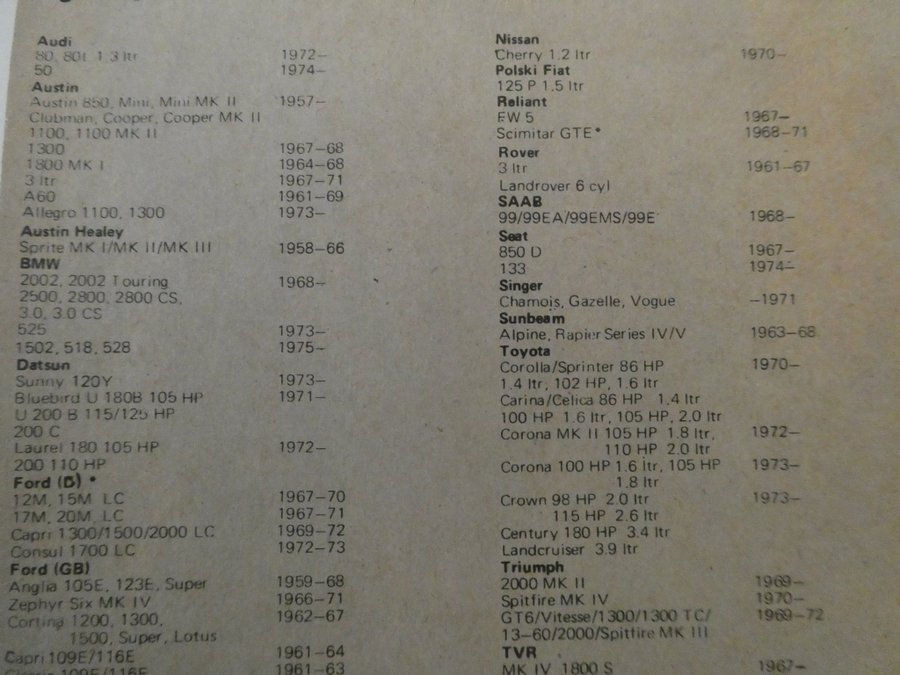 Audi
80, 80L 1.3 ltr 1972–
50 1974–
Austin
Austin 850, Mini, Mini MK II 1957–
Clubman, Cooper, Cooper MK II
1100, 1100 MK II
1300 1967–68
1800 MK I 1964–68
3 ltr 1967–71
A60 1961–69
Allegro 1100, 1300 1973–
Austin Healey
Sprite MK I/MK II/MK III 1958–66
BMW
2002, 2002 Touring 1968–
2500, 2800, 2800 CS,
3.0, 3.0 CS
525 1973–
1502, 518, 528 1975–
Datsun
Sunny 120Y 1973–
Bluebird U 180B 105 HP 1971–
U 200 B 115/125 HP
200 C
Laurel 180 105 HP 1972–
200 110 HP
Ford (D) *
12M, 15M LC 1967–70
17M, 20M, LC 1967–71
Capri 1300/1500/2000 LC 1969–72
Consul 1700 LC 1972–73
Ford (GB)
Anglia 105E, 123E, Super 1959–68
Zephyr Six MK IV 1966–71
Cortina 1200, 1300, 1962–67
1500, Super, Lotus
Capri 109E/116E 1961–64
109E/116E 1961–63
Nissan
Cherry 1.2 ltr 1970–
Polski Fiat
125 P 1.5 ltr
Reliant
FW 5 1967–
Scimitar GTE* 1968–71
Rover
3 ltr 1961–67
Landrover 6 cyl
SAAB
99/99EA/99EMS/99E 1968–
Seat
850 D 1967–
133 1974–
Singer
Chamois, Gazelle, Vogue –1971
Sunbeam
Alpine, Rapier Series IV/V 1963–68
Toyota
Corolla/Sprinter 86 HP 1970–
1.4 ltr, 102 HP, 1.6 ltr
Carina/Celica 86 HP 1.4 ltr
100 HP 1.6 ltr, 105 HP, 2.0 ltr
Corona MK II 105 HP 1.8 ltr, 1972–
110 HP 2.0 ltr
Corona 100 HP 1.6 ltr, 105 HP 1973–
1.8 ltr
Crown 98 HP 2.0 ltr 1973–
115 HP 2.6 ltr
Century 180 HP 3.4 ltr
Landcruiser 3.9 ltr
Triumph
2000 MK II 1969–
Spitfire MK IV 1970–
GT6/Vitesse/1300/1300 TC/ 1969–72
13–60/2000/Spitfire MK III
TVR
MK IV 1800 S 1967–